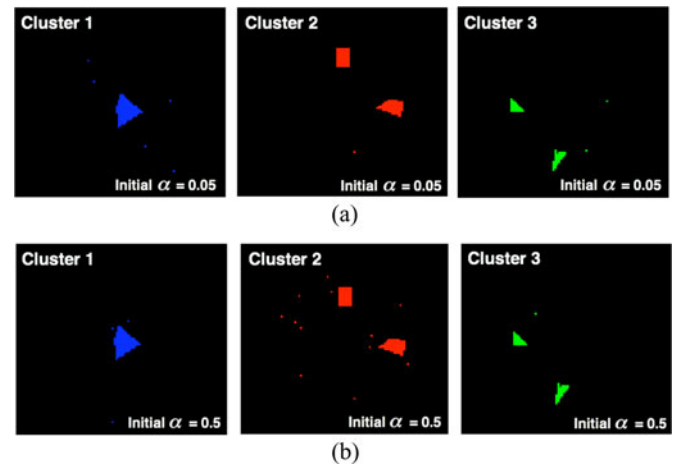 Cluster 1
Cluster 2
Cluster 3
Initial α = 0.05
Initial α = 0.05
Initial α = 0.05
(a)
Cluster 1
Cluster 2
Cluster 3
Initial α = 0.5
Initial α = 0.5
Initial α = 0.5
(b)